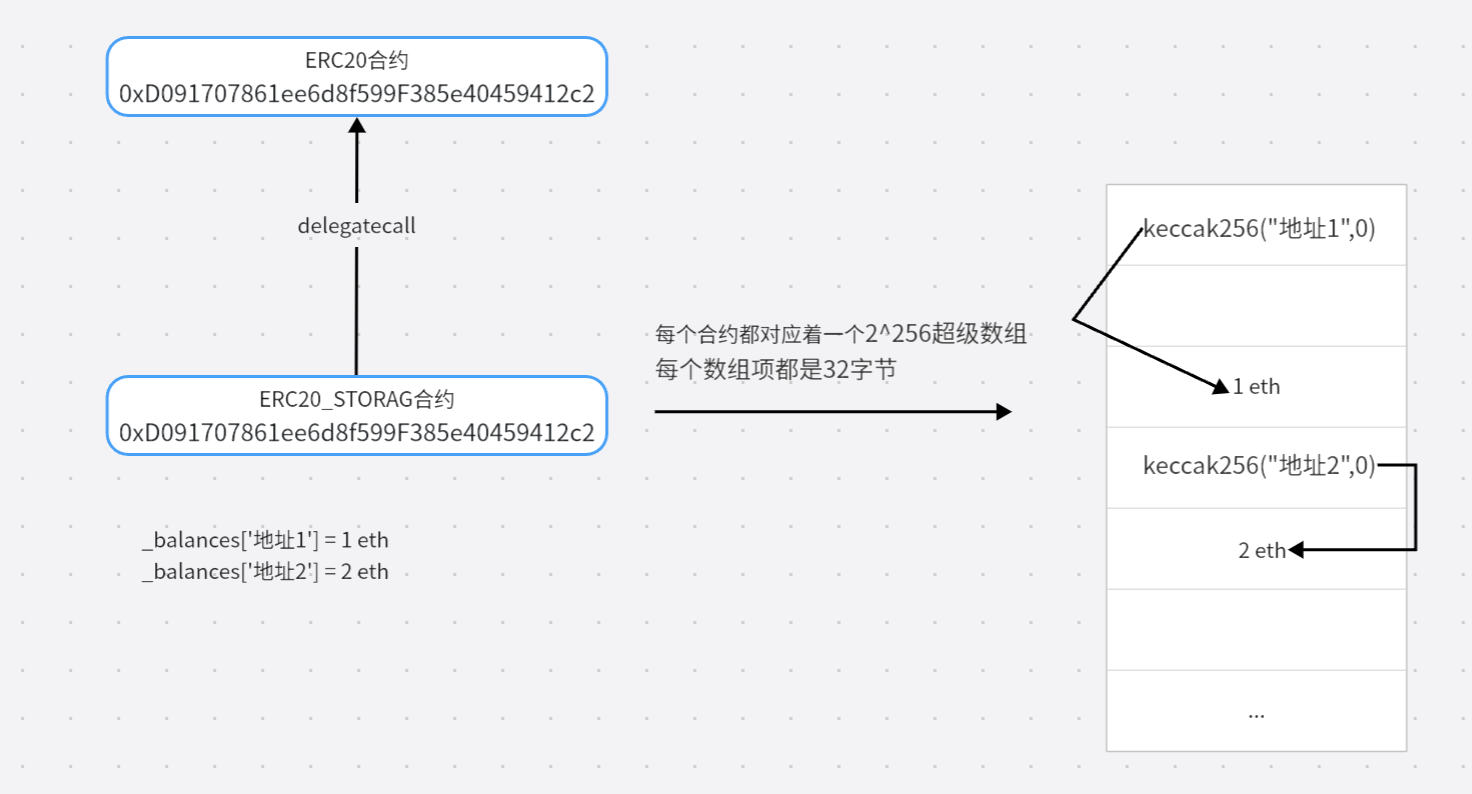 ERC20合约
0xD091707861ee6d8f599F385e40459412c2
delegatecall
ERC20_STORAG合约
0xD091707861ee6d8f599F385e40459412c2
_balances['地址1'] = 1 eth
_balances['地址2'] = 2 eth
每个合约都对应着一个2^256超级数组
每个数组项都是32字节
keccak256("地址1",0)
1 eth
keccak256("地址2",0)
2 eth
...